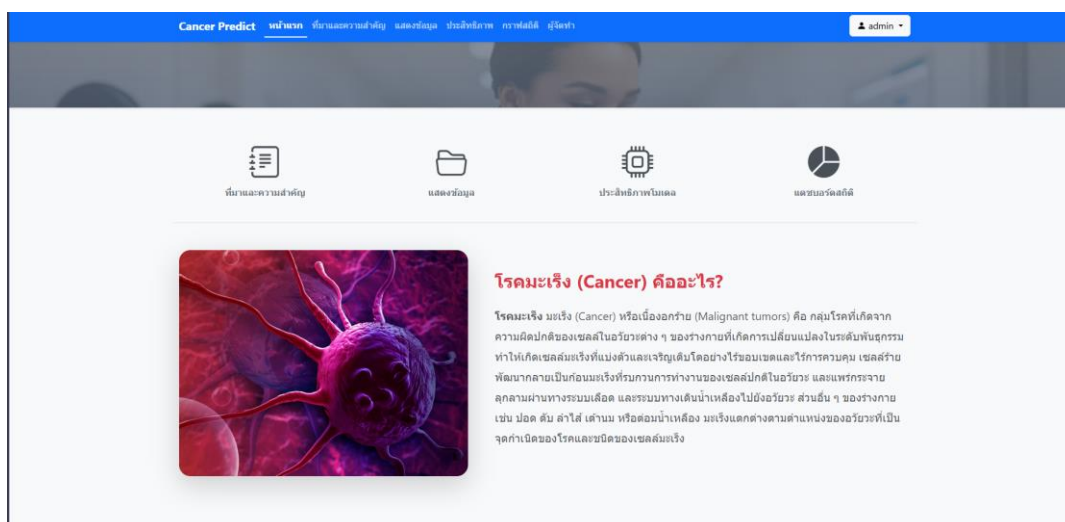 Cancer Predict หน้าแรก ที่มาและความสำคัญ แสดงข้อมูล ประสิทธิภาพ กราฟสถิติ ผู้จัดทำ admin
ที่มาและความสำคัญ แสดงข้อมูล ประสิทธิภาพโมเดล แดชบอร์ดสถิติ
โรคมะเร็ง (Cancer) คืออะไร?
โรคมะเร็ง มะเร็ง (Cancer) หรือเนื้องอกร้าย (Malignant tumors) คือ กลุ่มโรคที่เกิดจาก
ความผิดปกติของเซลล์ในอวัยวะต่าง ๆ ของร่างกายที่เกิดการเปลี่ยนแปลงในระดับพันธุกรรม
ทำให้เกิดเซลล์มะเร็งที่แบ่งตัวและเจริญเติบโตอย่างไร้ขอบเขตและไร้การควบคุม เซลล์ร้าย
พัฒนากลายเป็นก้อนมะเร็งที่รบกวนการทำงานของเซลล์ปกติในอวัยวะ และแพร่กระจาย
ลุกลามผ่านทางระบบเลือด และระบบทางเดินน้ำเหลืองไปยังอวัยวะ ส่วนอื่น ๆ ของร่างกาย
เช่น ปอด ตับ ลำไส้ เต้านม หรือต่อมน้ำเหลือง มะเร็งแตกต่างตามตำแหน่งของอวัยวะที่เป็น
จุดกำเนิดของโรคและชนิดของเซลล์มะเร็ง